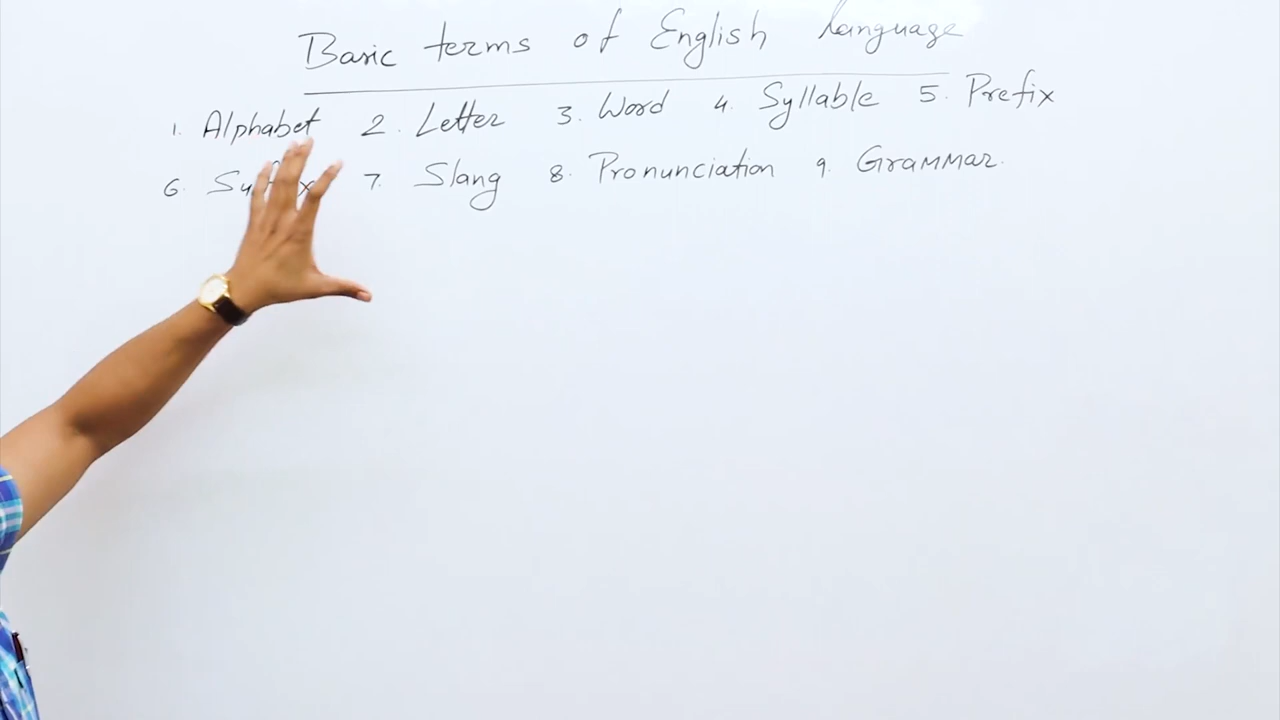 Basic terms of English language
1. Alphabet 2. Letter 3. Word 4. Syllable 5. Prefix
6. Suffix 7. Slang 8. Pronunciation 9. Grammar.